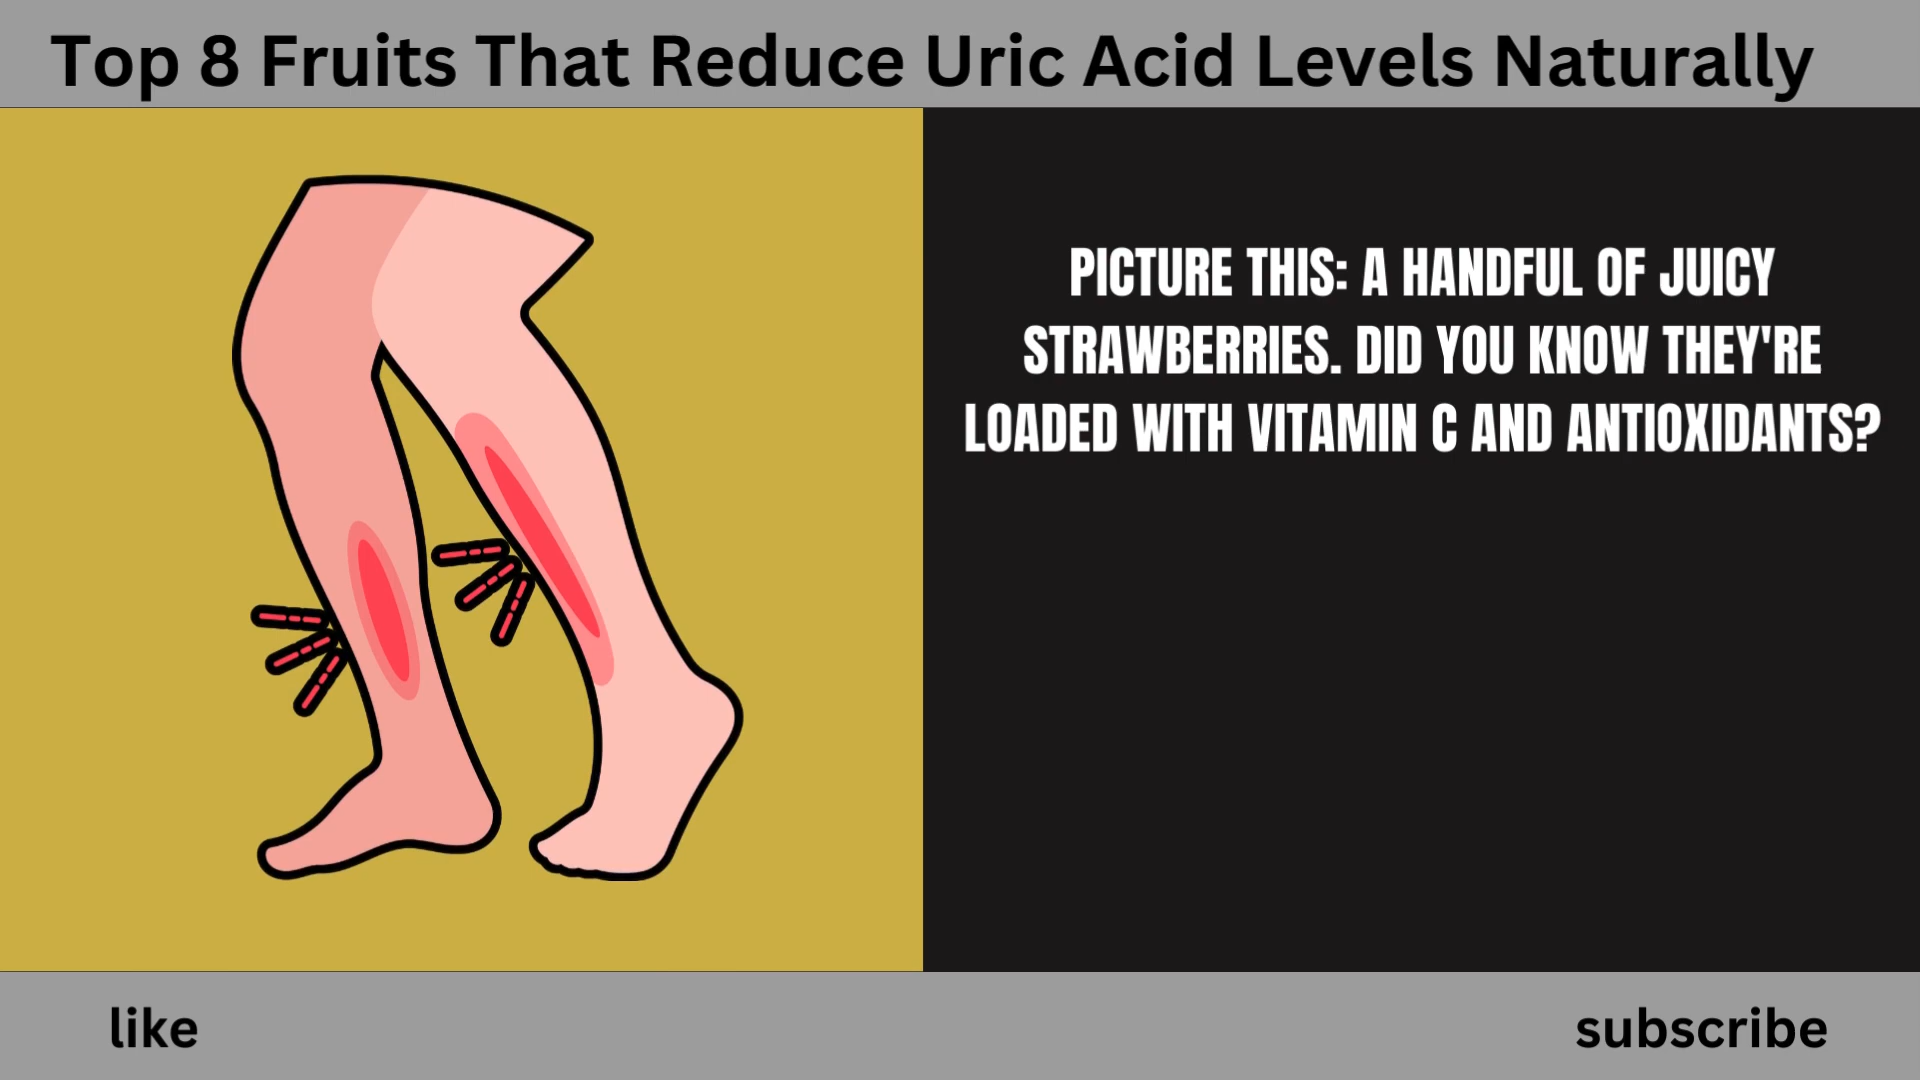 Top 8 Fruits That Reduce Uric Acid Levels Naturally
PICTURE THIS: A HANDFUL OF JUICY
STRAWBERRIES. DID YOU KNOW THEY'RE
LOADED WITH VITAMIN C AND ANTIOXIDANTS?
like
subscribe